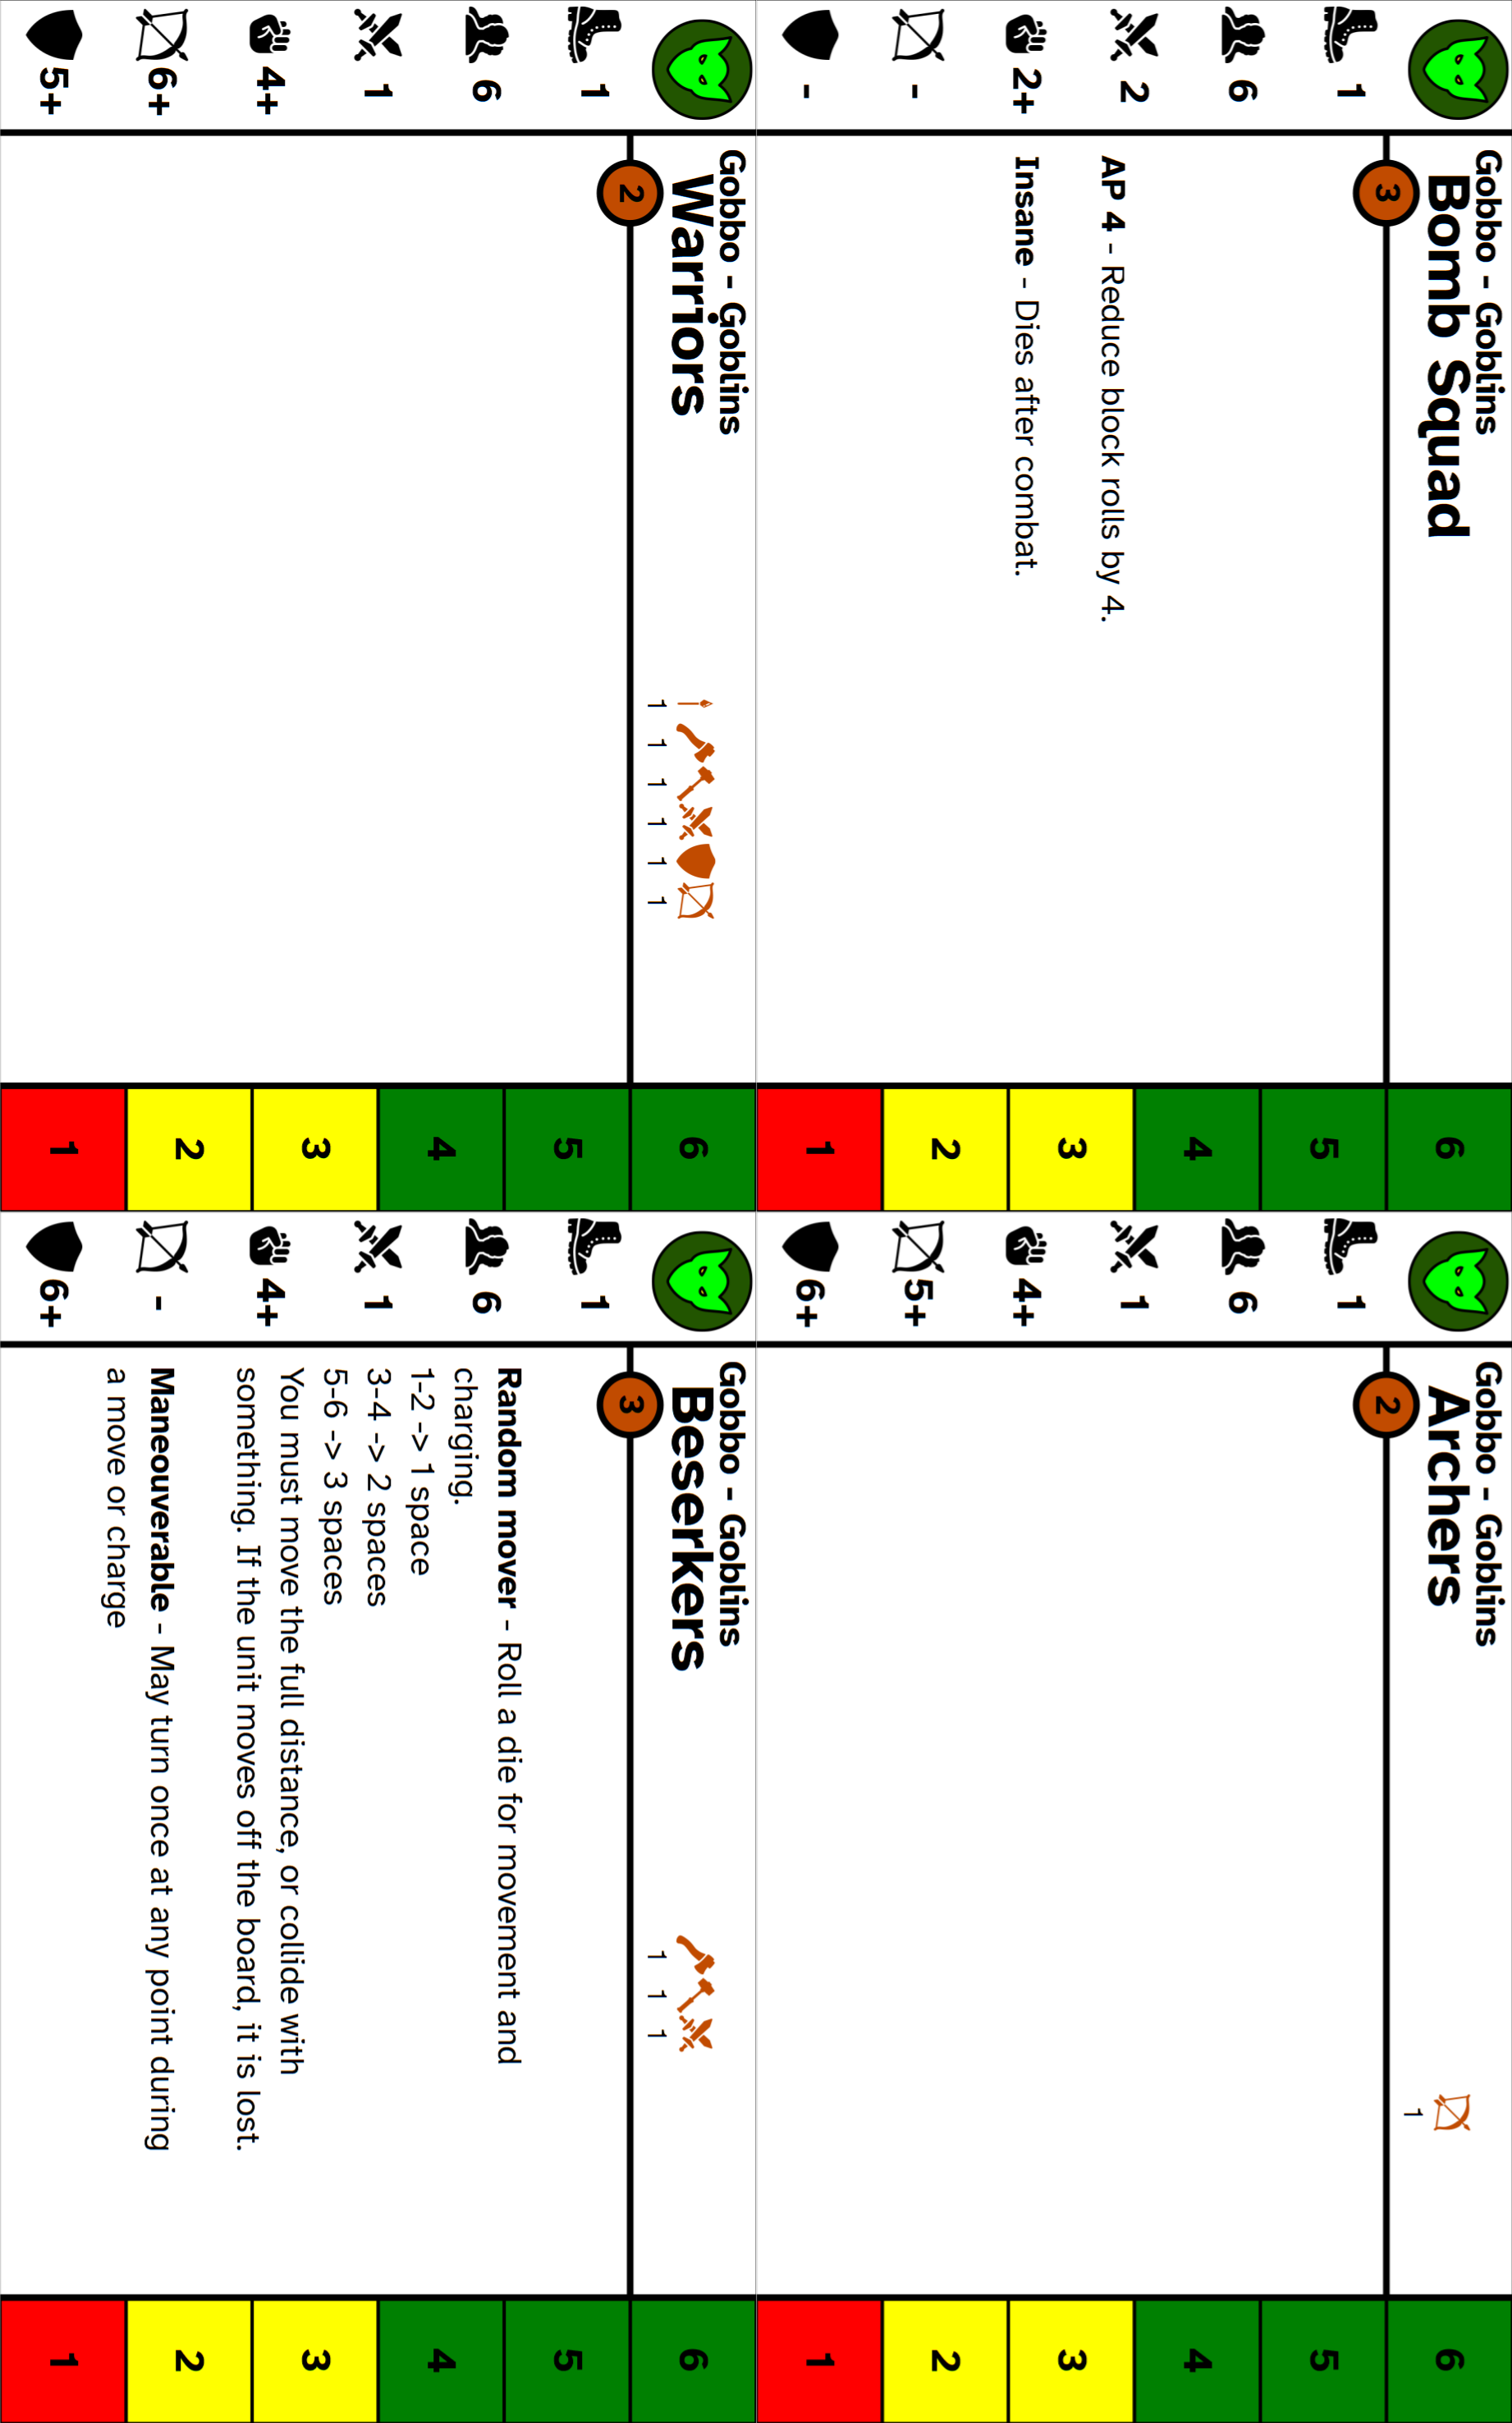 Gobbo - Goblins
Bomb Squad
3
1
6
2
2+
-
-
AP 4 - Reduce block rolls by 4.
Insane - Dies after combat.
6
5
4
3
2
1
Gobbo - Goblins
Archers
2
1
1
6
1
4+
5+
6+
6
5
4
3
2
1
Gobbo - Goblins
Warriors
2
1 1 1 1 1 1
1
6
1
4+
6+
5+
6
5
4
3
2
1
Gobbo - Goblins
Beserkers
3
1 1 1
1
6
1
4+
-
6+
Random mover - Roll a die for movement and
charging.
1-2 -> 1 space
3-4 -> 2 spaces
5-6 -> 3 spaces
You must move the full distance, or collide with
something. If the unit moves off the board, it is lost.
Maneouverable - May turn once at any point during
a move or charge
6
5
4
3
2
1